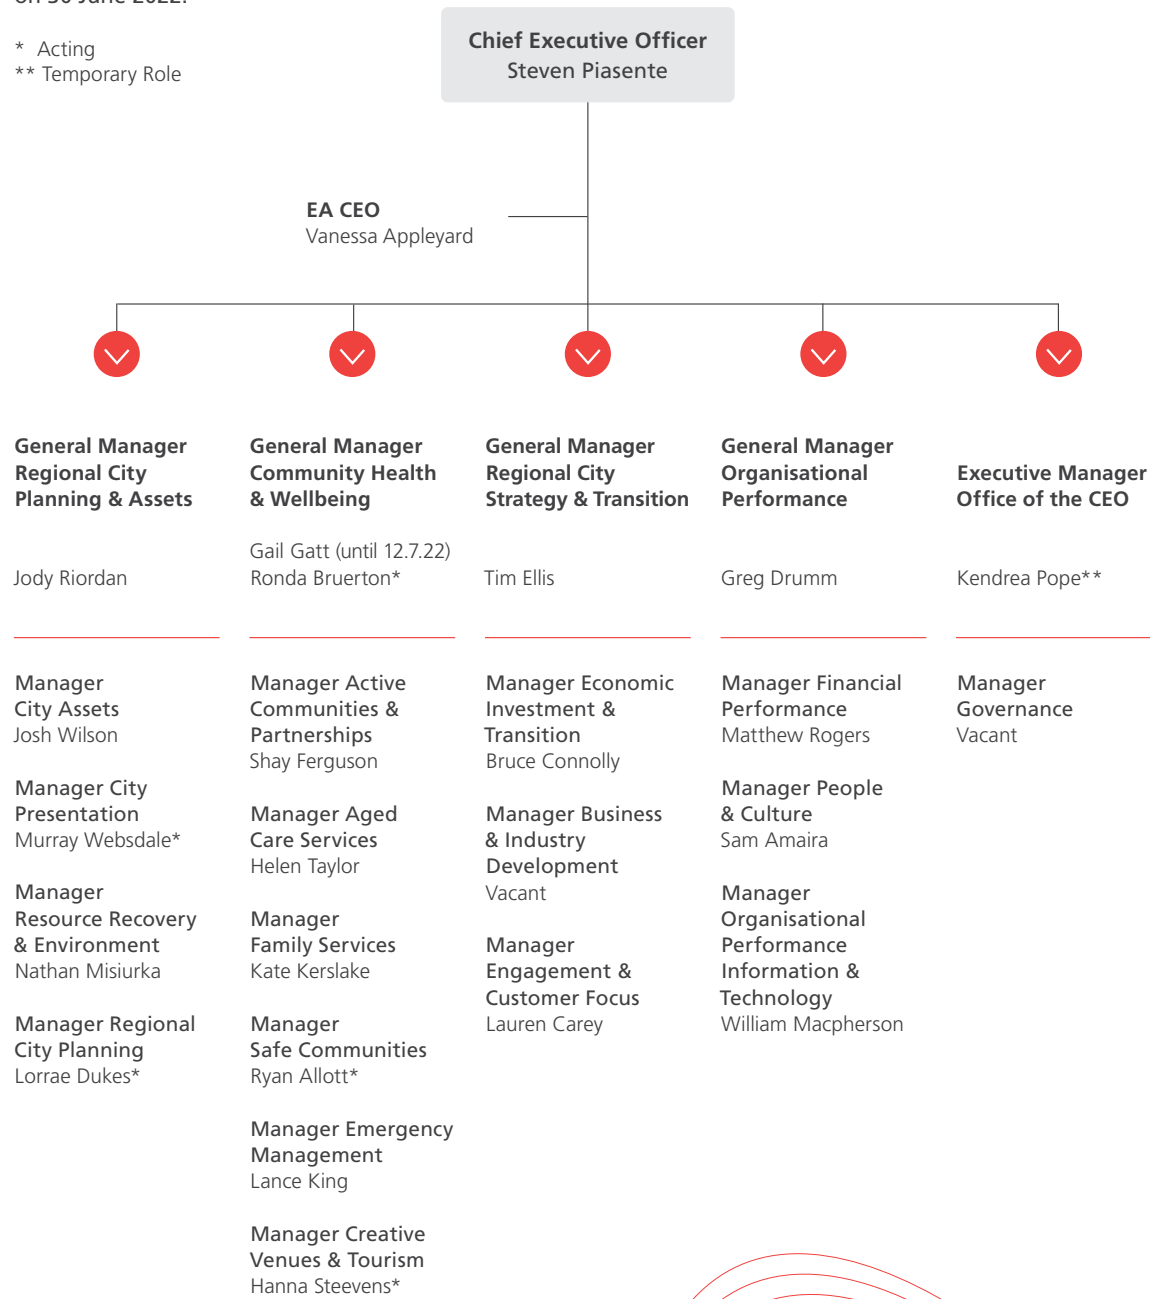 on 30 June 2022.
* Acting
** Temporary Role
Chief Executive Officer
Steven Piasente
EA CEO
Vanessa Appleyard
General Manager
Regional City
Planning & Assets
Jody Riordan
Manager
City Assets
Josh Wilson
Manager City
Presentation
Murray Websdale*
Manager
Resource Recovery
& Environment
Nathan Misiurka
Manager Regional
City Planning
Lorrae Dukes*
General Manager
Community Health
& Wellbeing
Gail Gatt (until 12.7.22)
Ronda Bruerton*
Manager Active
Communities &
Partnerships
Shay Ferguson
Manager Aged
Care Services
Helen Taylor
Manager
Family Services
Kate Kerslake
Manager
Safe Communities
Ryan Allott*
Manager Emergency
Management
Lance King
Manager Creative
Venues & Tourism
Hanna Steevens*
General Manager
Regional City
Strategy & Transition
Tim Ellis
Manager Economic
Investment &
Transition
Bruce Connolly
Manager Business
& Industry
Development
Vacant
Manager
Engagement &
Customer Focus
Lauren Carey
General Manager
Organisational
Performance
Greg Drumm
Manager Financial
Performance
Matthew Rogers
Manager People
& Culture
Sam Amaira
Manager
Organisational
Performance
Information &
Technology
William Macpherson
Executive Manager
Office of the CEO
Kendrea Pope**
Manager
Governance
Vacant